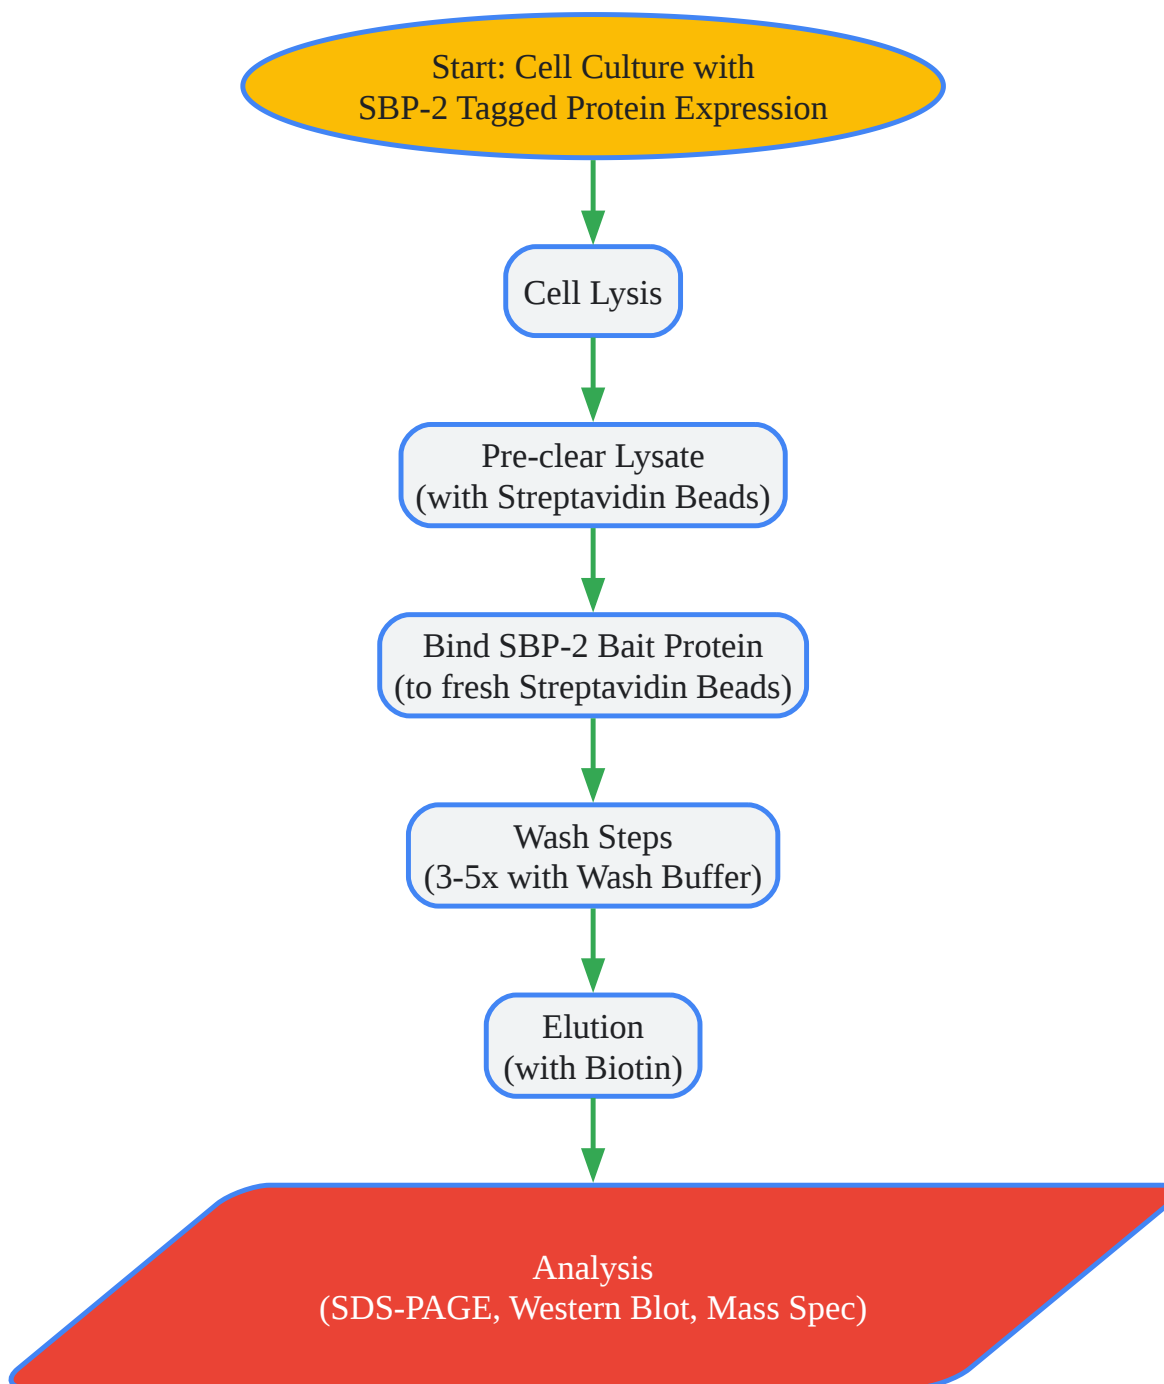 Start: Cell Culture with
SBP-2 Tagged Protein Expression
Cell Lysis
Pre-clear Lysate
(with Streptavidin Beads)
Bind SBP-2 Bait Protein
(to fresh Streptavidin Beads)
Wash Steps
(3-5x with Wash Buffer)
Elution
(with Biotin)
Analysis
(SDS-PAGE, Western Blot, Mass Spec)